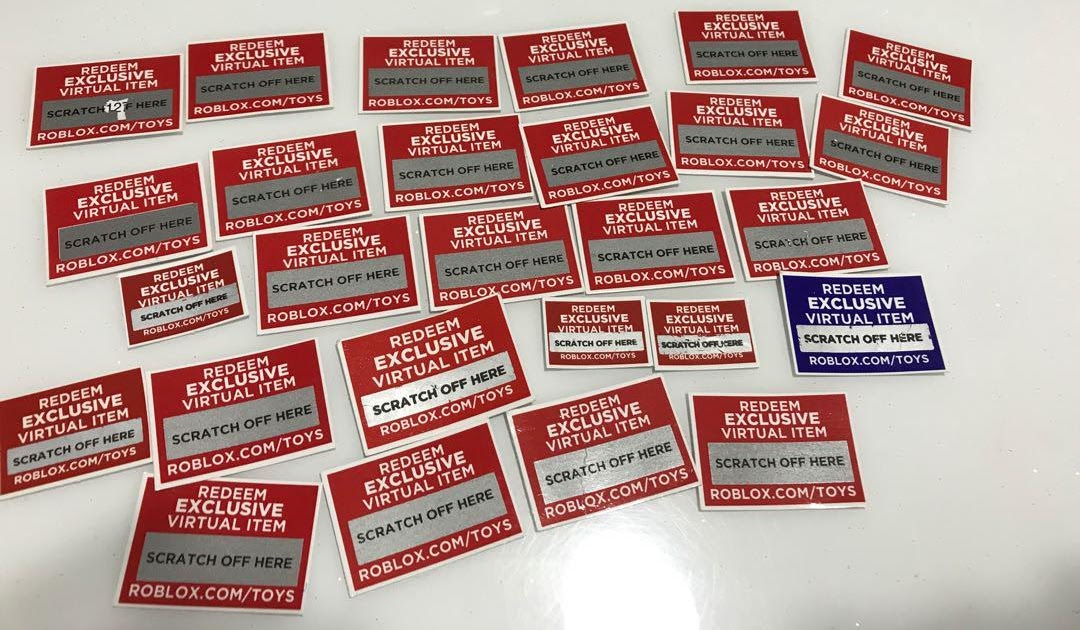 REDEEM
EXCLUSIVE
VIRTUAL ITEM
SCRATCH 127 F HERE
ROBLOX.COM/TOYS
REDEEM
EXCLUSIVE
VIRTUAL ITEM
SCRATCH OFF HERE
ROBLOX.COM/TOYS
REDEEM
EXCLUSIVE
VIRTUAL ITEM
SCRATCH OFF HERE
ROBLOX.COM/TOYS
REDEEM
EXCLUSIVE
VIRTUAL ITEM
SCRATCH OFF HERE
ROBLOX.COM/TOYS
REDEEM
EXCLUSIVE
VIRTUAL ITEM
SCRATCH OFF HERE
ROBLOX.COM/TOYS
REDEEM
EXCLUSIVE
VIRTUAL ITEM
SCRATCH OFF HERE
ROBLOX.COM/TOYS
REDEEM
EXCLUSIVE
VIRTUAL ITEM
SCRATCH OFF HERE
ROBLOX.COM/TOYS
REDEEM
EXCLUSIVE
VIRTUAL ITEM
SCRATCH OFF HERE
ROBLOX.COM/TOYS
REDEEM
EXCLUSIVE
VIRTUAL ITEM
SCRATCH OFF HERE
ROBLOX.COM/TOYS
REDEEM
EXCLUSIVE
VIRTUAL ITEM
SCRATCH OFF HERE
ROBLOX.COM/TOYS
REDEEM
EXCLUSIVE
VIRTUAL ITEM
SCRATCH OFF HERE
ROBLOX.COM/TOYS
REDEEM
EXCLUSIVE
VIRTUAL ITEM
SCRATCH OFF HERE
ROBLOX.COM/TOYS
REDEEM
EXCLUSIVE
VIRTUAL ITEM
SCRATCH OFF HERE
ROBLOX.COM/TOYS
REDEEM
EXCLUSIVE
VIRTUAL ITEM
SCRATCH OFF HERE
ROBLOX.COM/TOYS
REDEEM
EXCLUSIVE
VIRTUAL ITEM
SCRATCH OFF HERE
ROBLOX.COM/TOYS
REDEEM
EXCLUSIVE
VIRTUAL ITEM
SCRATCH OFF HERE
ROBLOX.COM/TOYS
REDEEM
EXCLUSIVE
VIRTUAL ITEM
SCRATCH OFF HERE
ROBLOX.COM/TOYS
REDEEM
EXCLUSIVE
VIRTUAL ITEM
SCRATCH OFF HERE
ROBLOX.COM/TOYS
REDEEM
EXCLUSIVE
VIRTUAL ITEM
SCRATCH OFF HERE
ROBLOX.COM/TOYS
REDEEM
EXCLUSIVE
VIRTUAL ITEM
SCRATCH OFF HERE
ROBLOX.COM/TOYS
REDEEM
EXCLUSIVE
VIRTUAL ITEM
SCRATCH OFF HERE
ROBLOX.COM/TOYS
REDEEM
EXCLUSIVE
VIRTUAL ITEM
SCRATCH OFF HERE
ROBLOX.COM/TOYS
REDEEM
EXCLUSIVE
VIRTUAL ITEM
SCRATCH OFF HERE
ROBLOX.COM/TOYS
REDEEM
EXCLUSIVE
VIRTUAL ITEM
SCRATCH OFF HERE
ROBLOX.COM/TOYS
REDEEM
EXCLUSIVE
VIRTUAL ITEM
SCRATCH OFF HERE
ROBLOX.COM/TOYS
REDEEM
EXCLUSIVE
VIRTUAL ITEM
SCRATCH OFF HERE
ROBLOX.COM/TOYS
REDEEM
EXCLUSIVE
VIRTUAL ITEM
SCRATCH OFF HERE
ROBLOX.COM/TOYS